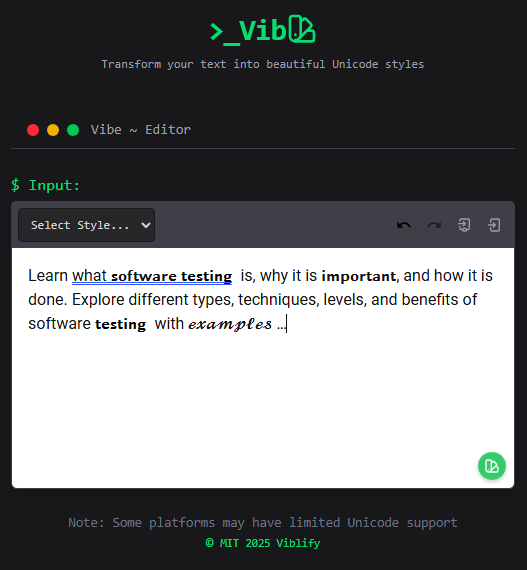 >_Vib
Transform your text into beautiful Unicode styles
Vibe ~ Editor
$ Input:
Select Style...
Learn what 𝘀𝗼𝗳𝘁𝘄𝗮𝗿𝗲 𝘁𝗲𝘀𝘁𝗶𝗻𝗴 is, why it is 𝗶𝗺𝗽𝗼𝗿𝘁𝗮𝗻𝘁, and how it is
done. Explore different types, techniques, levels, and benefits of
software 𝘁𝗲𝘀𝘁𝗶𝗻𝗴 with 𝓮𝔁𝓪𝓶𝓹𝓵𝓮𝓼 ...
Note: Some platforms may have limited Unicode support
© MIT 2025 Viblify